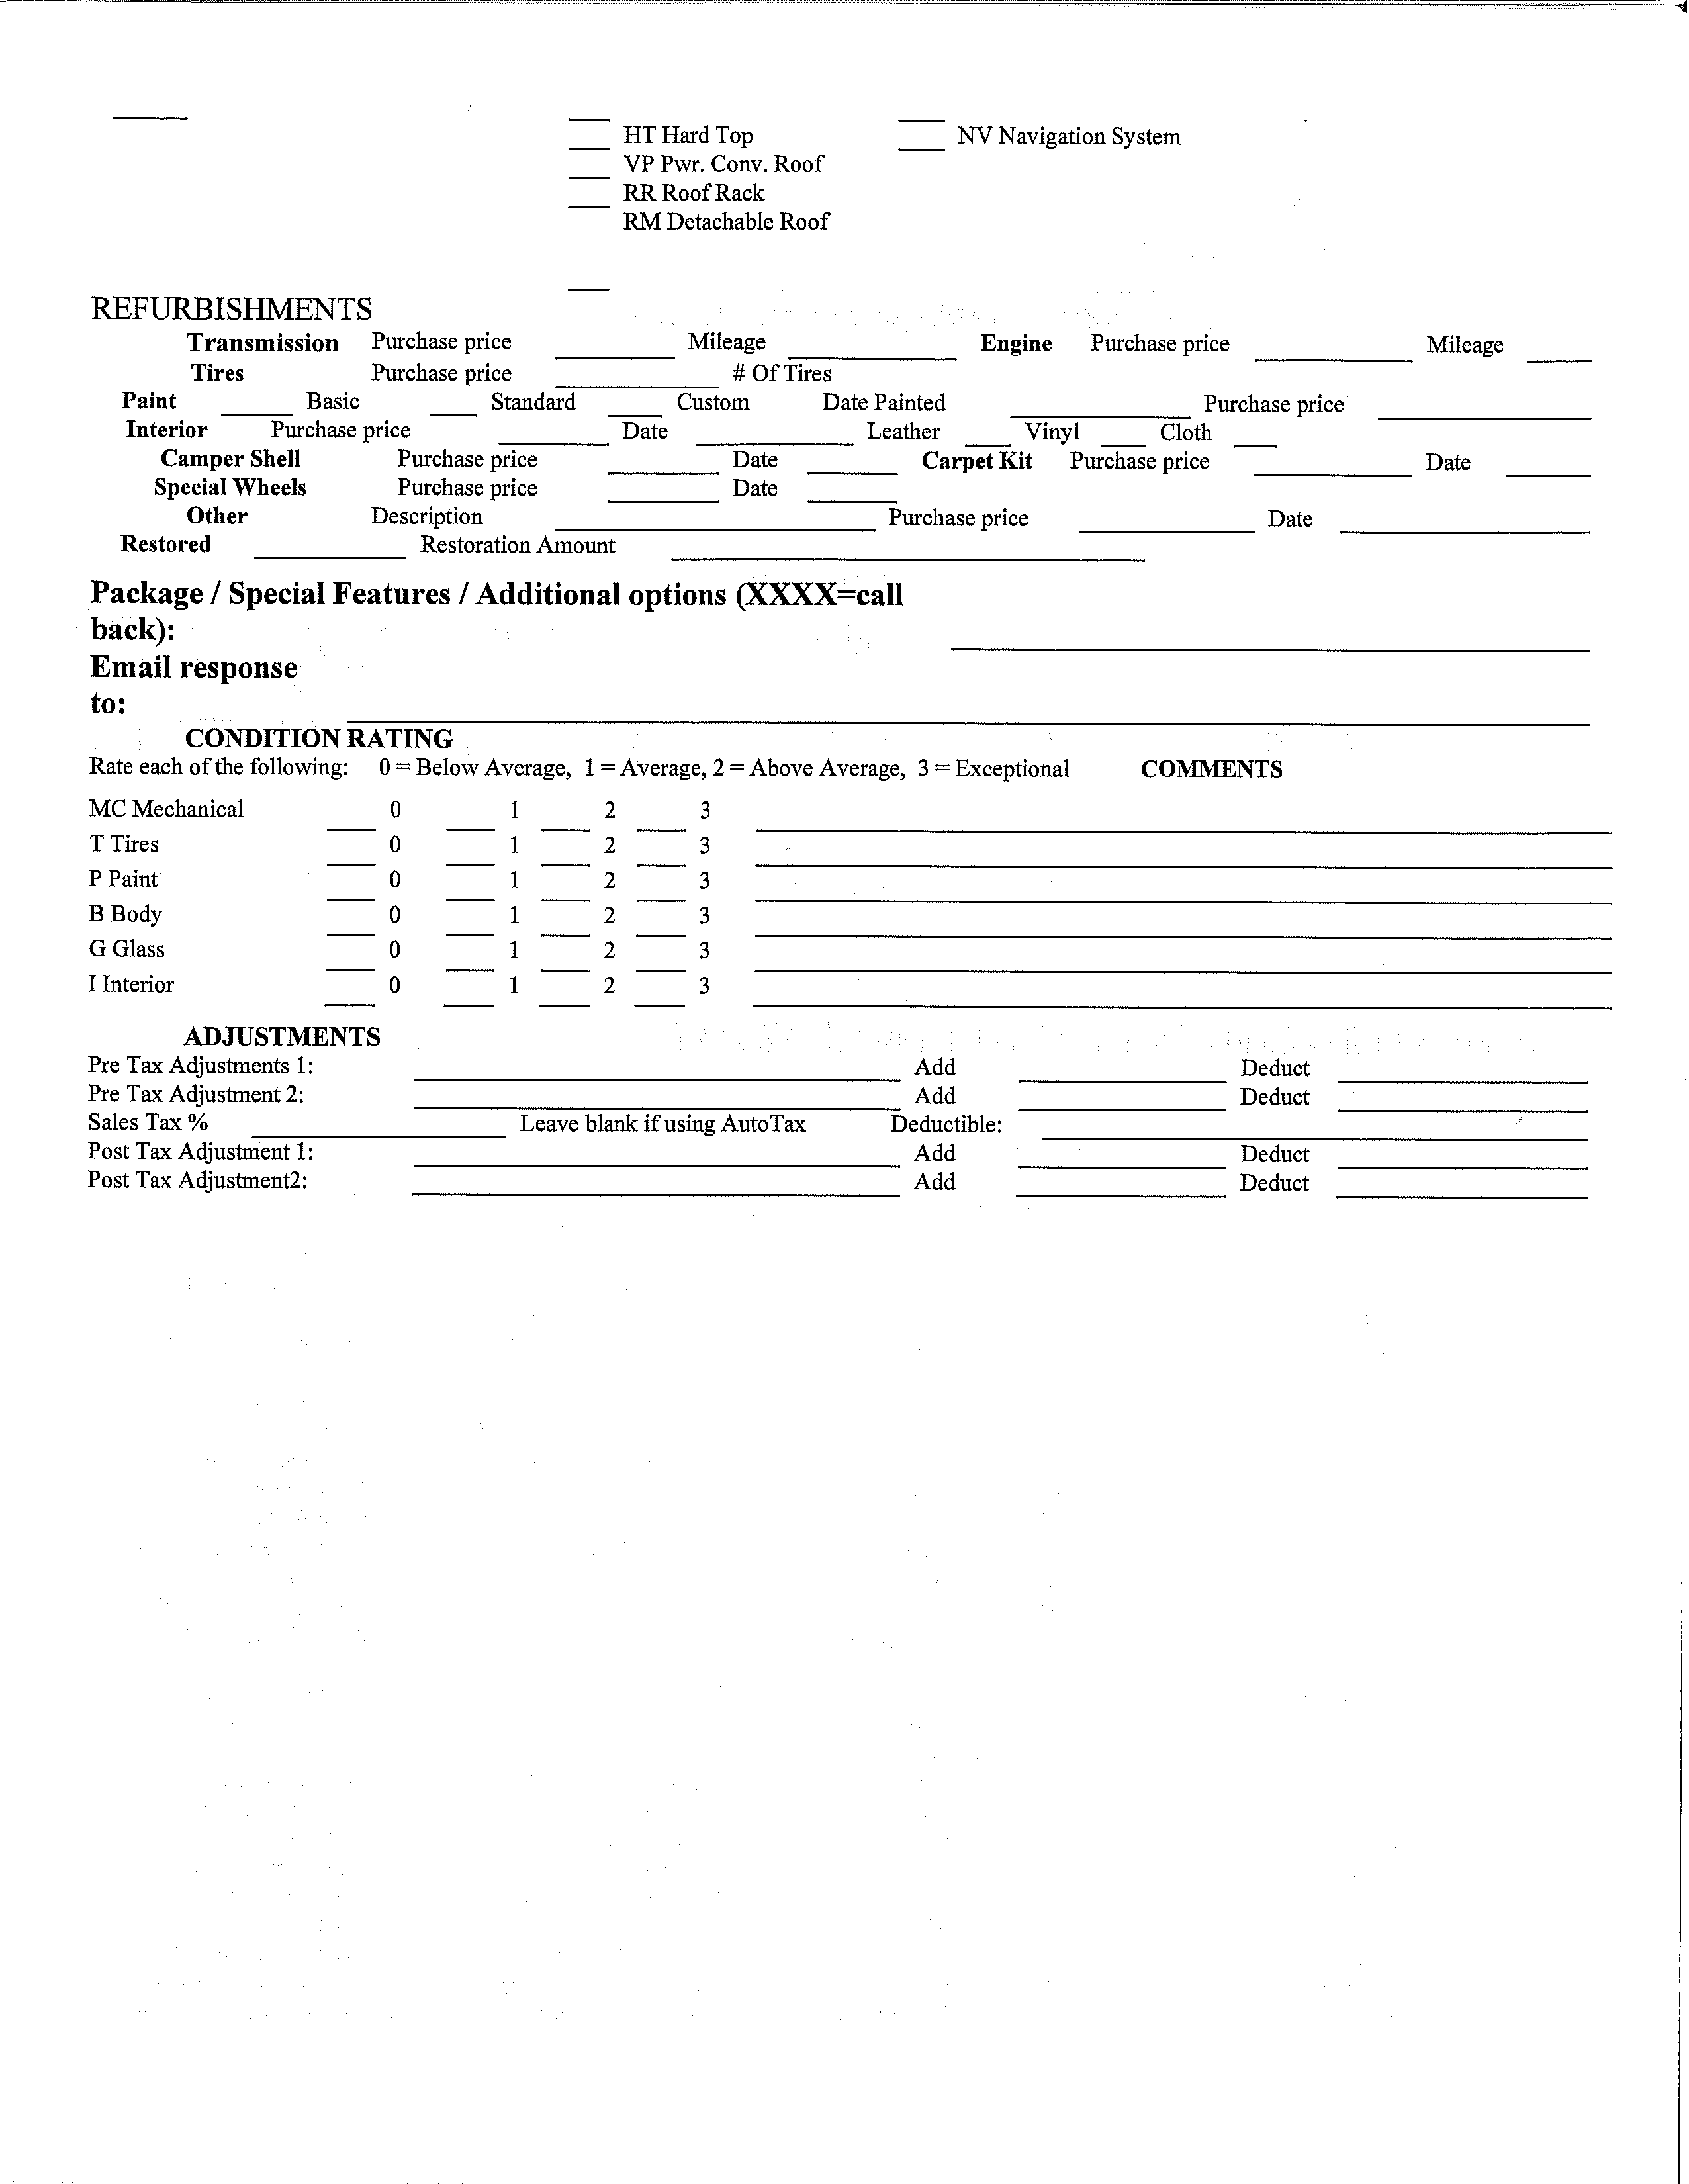 HT Hard Top NV Navigation System
VP Pwr. Conv. Roof
RR Roof Rack
RM Detachable Roof
REFURBISHMENTS
Transmission Purchase price Mileage Engine Purchase price Mileage
Tires Purchase price # Of Tires
Paint Basic Standard Custom Date Painted Purchase price
Interior Purchase price Date Leather Vinyl Cloth
Camper Shell Purchase price Date Carpet Kit Purchase price Date
Special Wheels Purchase price Date
Other Description Purchase price Date
Restored Restoration Amount
Package / Special Features / Additional options (XXXX=call
back):
Email response
to:
CONDITION RATING
Rate each of the following: 0 = Below Average, 1 = Average, 2 = Above Average, 3 = Exceptional COMMENTS
MC Mechanical 0 1 2 3
T Tires 0 1 2 3
P Paint 0 1 2 3
B Body 0 1 2 3
G Glass 0 1 2 3
I Interior 0 1 2 3
ADJUSTMENTS
Pre Tax Adjustments 1: Add Deduct
Pre Tax Adjustment 2: Add Deduct
Sales Tax % Leave blank if using AutoTax Deductible:
Post Tax Adjustment 1: Add Deduct
Post Tax Adjustment2: Add Deduct